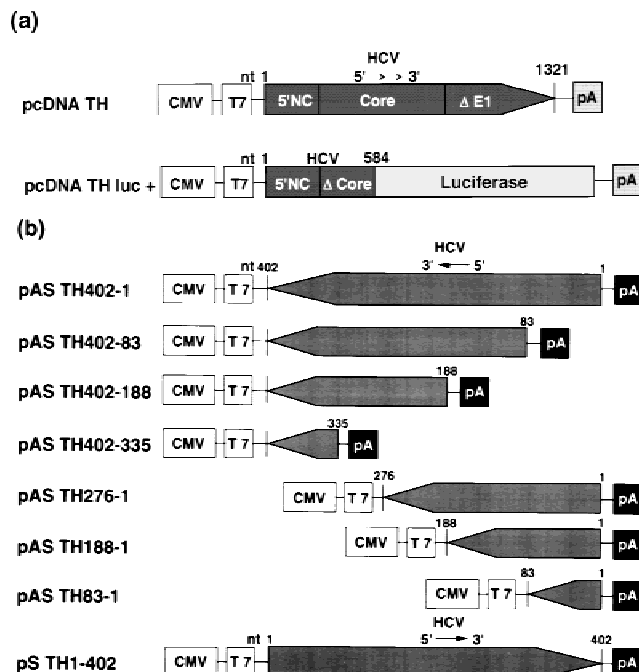 (a)
HCV
nt 1 5' > > 3' 1321
pcDNA TH CMV T7 5'NC Core Δ E1 pA
nt 1 HCV 584
pcDNA TH luc + CMV T7 5'NC Δ Core Luciferase pA
(b)
HCV
nt 402 3' 5' 1
pAS TH402-1 CMV T 7 pA
83
pAS TH402-83 CMV T 7 pA
188
pAS TH402-188 CMV T 7 pA
335
pAS TH402-335 CMV T 7 pA
276 1
pAS TH276-1 CMV T 7 pA
188 1
pAS TH188-1 CMV T 7 pA
83 1
pAS TH83-1 CMV T 7 pA
HCV
nt 1 5' 3' 402
pS TH1-402 CMV T 7 pA